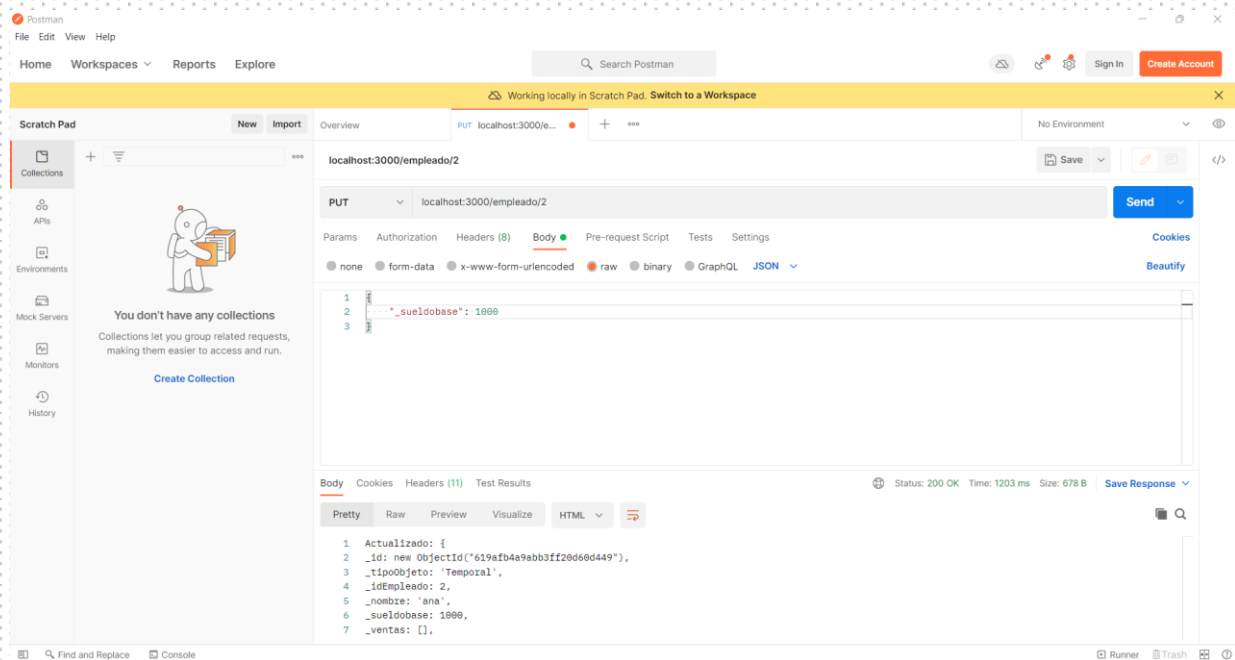 Postman
File Edit View Help
Home Workspaces Reports Explore
Search Postman
Sign In Create Account
Working locally in Scratch Pad. Switch to a Workspace
Scratch Pad New Import
Overview PUT localhost:3000/e...
No Environment
Collections
APIs
Environments
Mock Servers
Monitors
History
You don't have any collections
Collections let you group related requests,
making them easier to access and run.
Create Collection
localhost:3000/empleado/2
Save
PUT localhost:3000/empleado/2 Send
Params Authorization Headers (8) Body Pre-request Script Tests Settings Cookies
none form-data x-www-form-urlencoded raw binary GraphQL JSON Beautify
1 {
2 "_sueldobase": 1000
3 }
Body Cookies Headers (11) Test Results
Status: 200 OK Time: 1203 ms Size: 678 B Save Response
Pretty Raw Preview Visualize HTML
1 Actualizado: {
2 _id: new ObjectId("619afb4a9abb3ff20d60d449"),
3 _tipoObjeto: 'Temporal',
4 _idEmpleado: 2,
5 _nombre: 'ana',
6 _sueldobase: 1000,
7 _ventas: [],
Find and Replace Console
Runner Trash